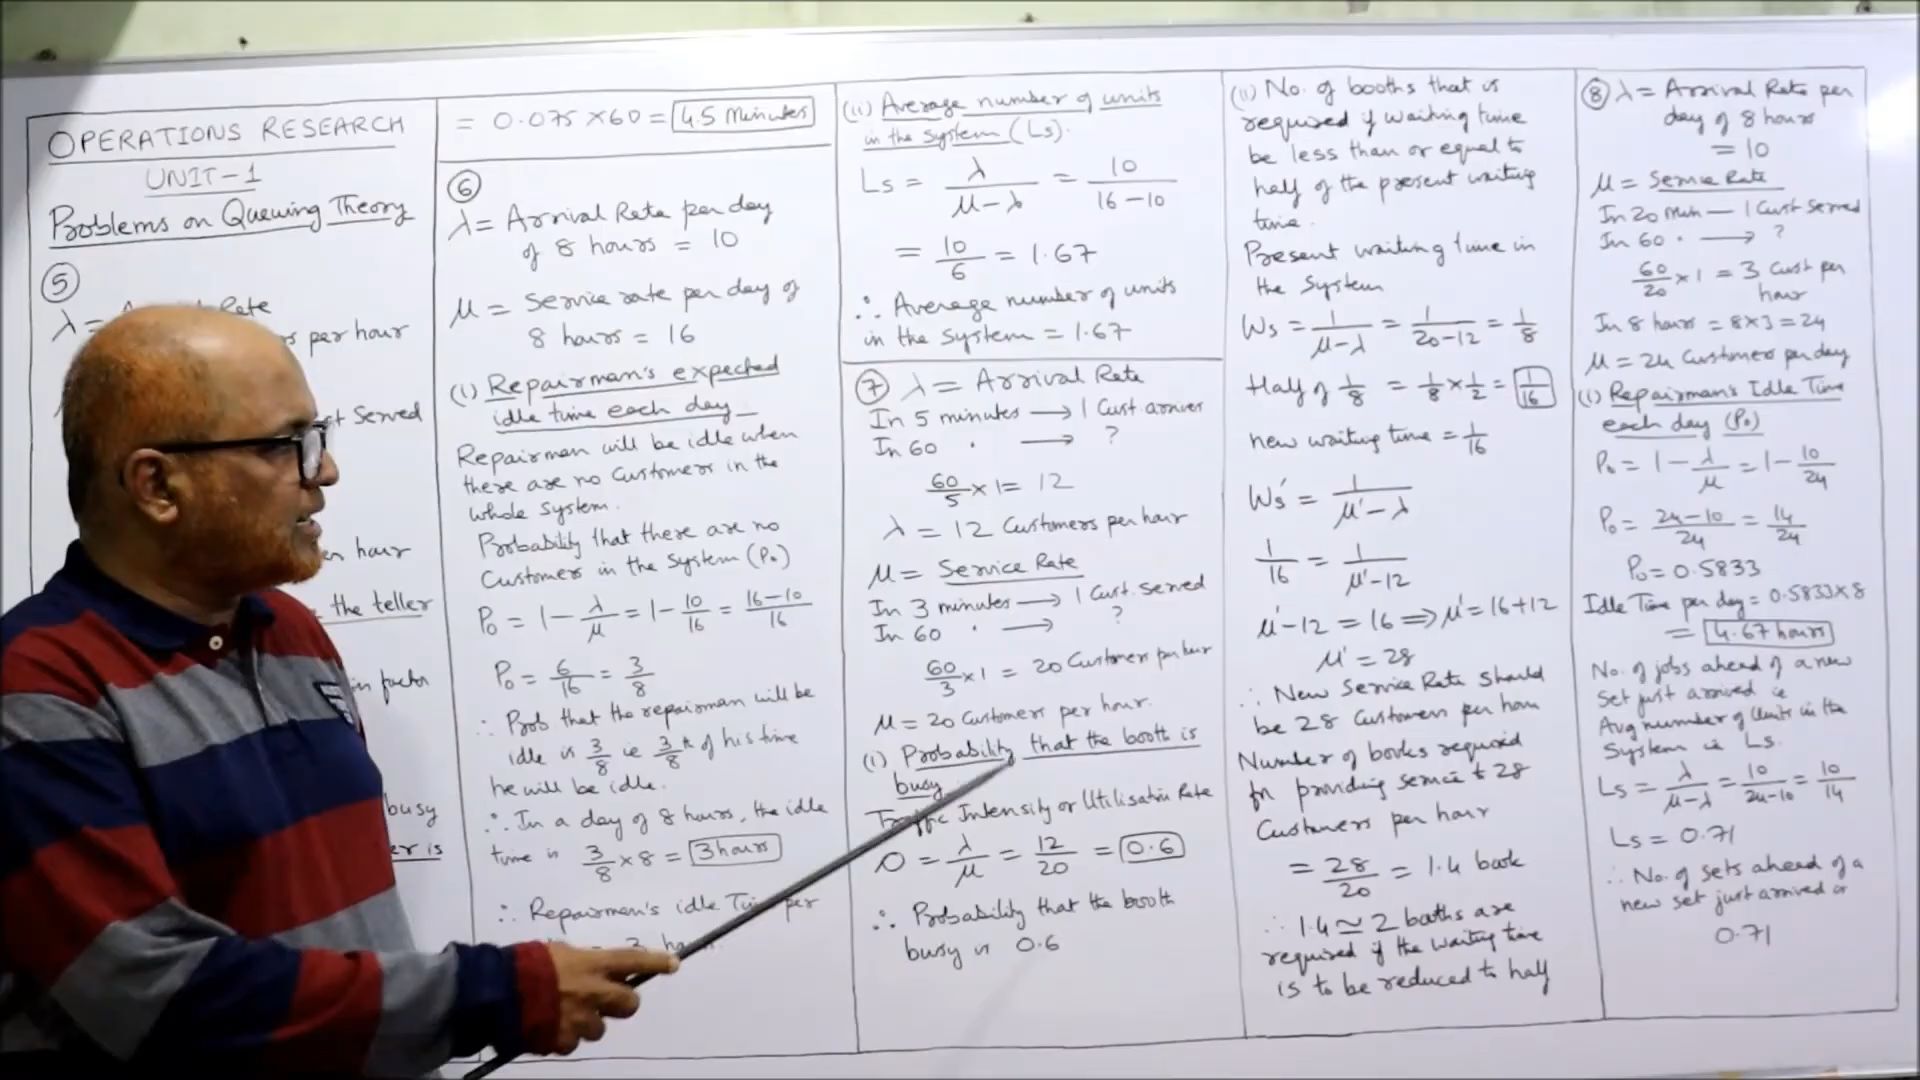 OPERATIONS RESEARCH
UNIT-1
Problems on Queuing Theory
5
λ = Rate
per hour
Served
hour
the teller
factor
busy
is
= 0.075 × 60 = 4.5 Minutes
6
λ = Arrival Rate per day
of 8 hours = 10
μ = Service rate per day of
8 hours = 16
(i) Repairman's expected
idle time each day
Repairman will be idle when
there are no customers in the
whole system.
Probability that there are no
Customers in the System (P₀)
P₀ = 1 - λ/μ = 1 - 10/16 = 16-10/16
P₀ = 6/16 = 3/8
∴ Prob that the repairman will be
idle is 3/8 ie 3/8th of his time
he will be idle.
∴ In a day of 8 hours, the idle
time is 3/8 × 8 = 3 hours
∴ Repairman's idle per
(ii) Average number of units
in the system (Ls).
Ls = λ/μ-λ = 10/16-10
= 10/6 = 1.67
∴ Average number of units
in the system = 1.67
7 λ = Arrival Rate
In 5 minutes → 1 Cust arrives
In 60 " → ?
60/5 × 1 = 12
λ = 12 Customers per hour
μ = Service Rate
In 3 minutes → 1 Cust. served
In 60 " → ?
60/3 × 1 = 20 Customer per hour
μ = 20 Customers per hour.
(i) Probability that the booth is
busy
Traffic Intensity or Utilisation Rate
ρ = λ/μ = 12/20 = 0.6
∴ Probability that the booth
busy is 0.6
(ii) No. of booths that is
required if waiting time
be less than or equal to
half of the present waiting
time.
Present waiting time in
the System
Ws = 1/μ-λ = 1/20-12 = 1/8
Half of 1/8 = 1/8 × 1/2 = 1/16
new waiting time = 1/16
Ws' = 1/μ'-λ
1/16 = 1/μ'-12
μ'-12 = 16 ⇒ μ' = 16+12
μ' = 28
∴ New Service Rate should
be 28 Customers per hour
Number of booths required
for providing service to 28
Customers per hour
= 28/20 = 1.4 booth
∴ 1.4 ≃ 2 booths are
required if the waiting time
is to be reduced to half
8 λ = Arrival Rate per
day of 8 hours
= 10
μ = Service Rate
In 20 Min — 1 Cust Served
In 60 " → ?
60/20 × 1 = 3 Cust per
hour
In 8 hours = 8×3 = 24
μ = 24 Customers per day
(i) Repairman's Idle Time
each day (P₀)
P₀ = 1 - λ/μ = 1 - 10/24
P₀ = 24-10/24 = 14/24
P₀ = 0.5833
Idle Time per day = 0.5833×8
= 4.67 hours
No. of jobs ahead of a new
Set just arrived ie
Avg number of Units in the
System ie Ls.
Ls = λ/μ-λ = 10/24-10 = 10/14
Ls = 0.71
∴ No. of sets ahead of a
new set just arrived is
0.71